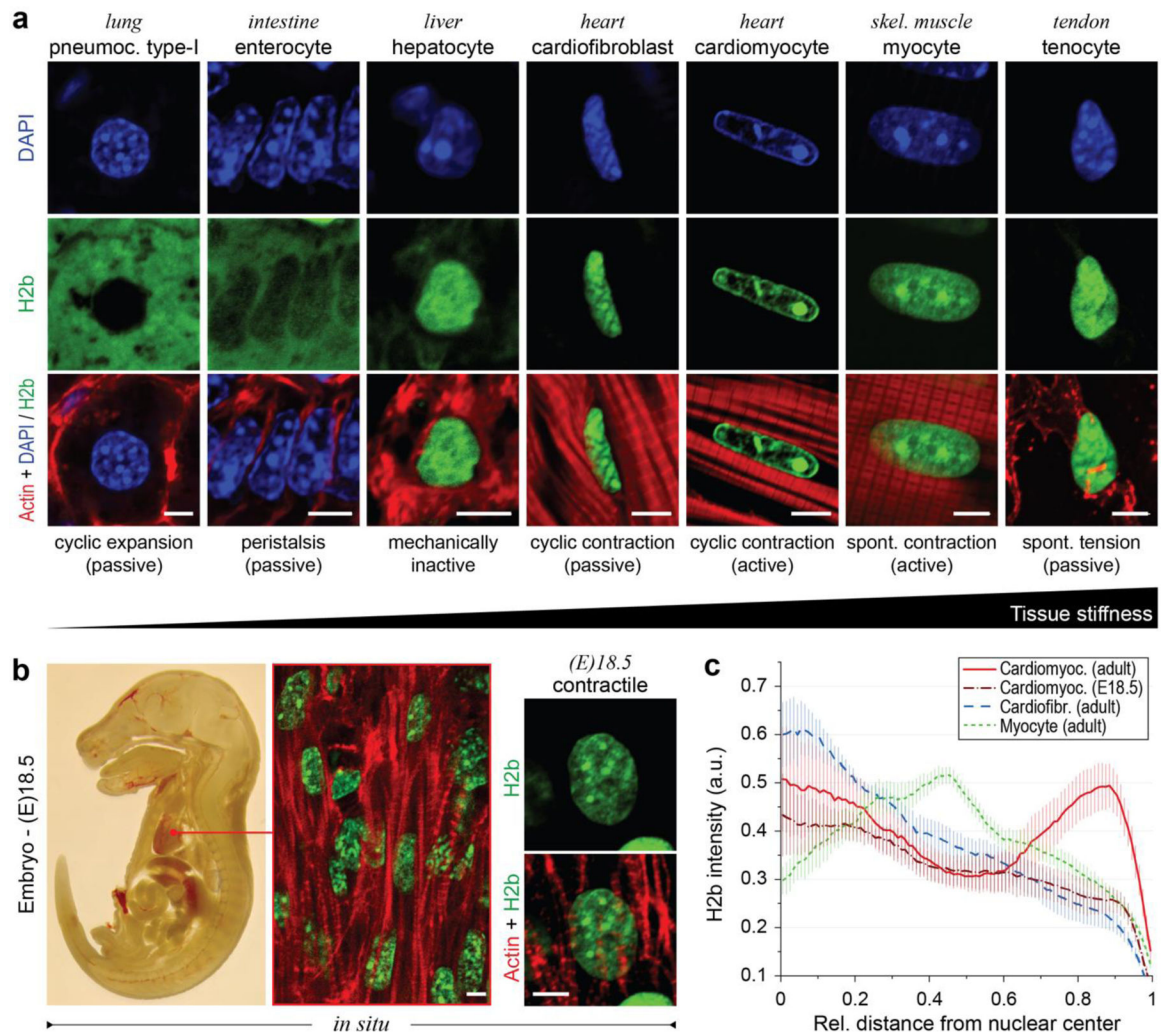 a
lung
pneumoc. type-I
intestine
enterocyte
liver
hepatocyte
heart
cardiofibroblast
heart
cardiomyocyte
skel. muscle
myocyte
tendon
tenocyte
DAPI
H2b
Actin + DAPI / H2b
cyclic expansion
(passive)
peristalsis
(passive)
mechanically
inactive
cyclic contraction
(passive)
cyclic contraction
(active)
spont. contraction
(active)
spont. tension
(passive)
Tissue stiffness
b
Embryo - (E)18.5
(E)18.5
contractile
H2b
Actin + H2b
in situ
c
Cardiomyoc. (adult)
Cardiomyoc. (E18.5)
Cardiofibr. (adult)
Myocyte (adult)
H2b intensity (a.u.)
0.7
0.6
0.5
0.4
0.3
0.2
0.1
0 0.2 0.4 0.6 0.8 1
Rel. distance from nuclear center